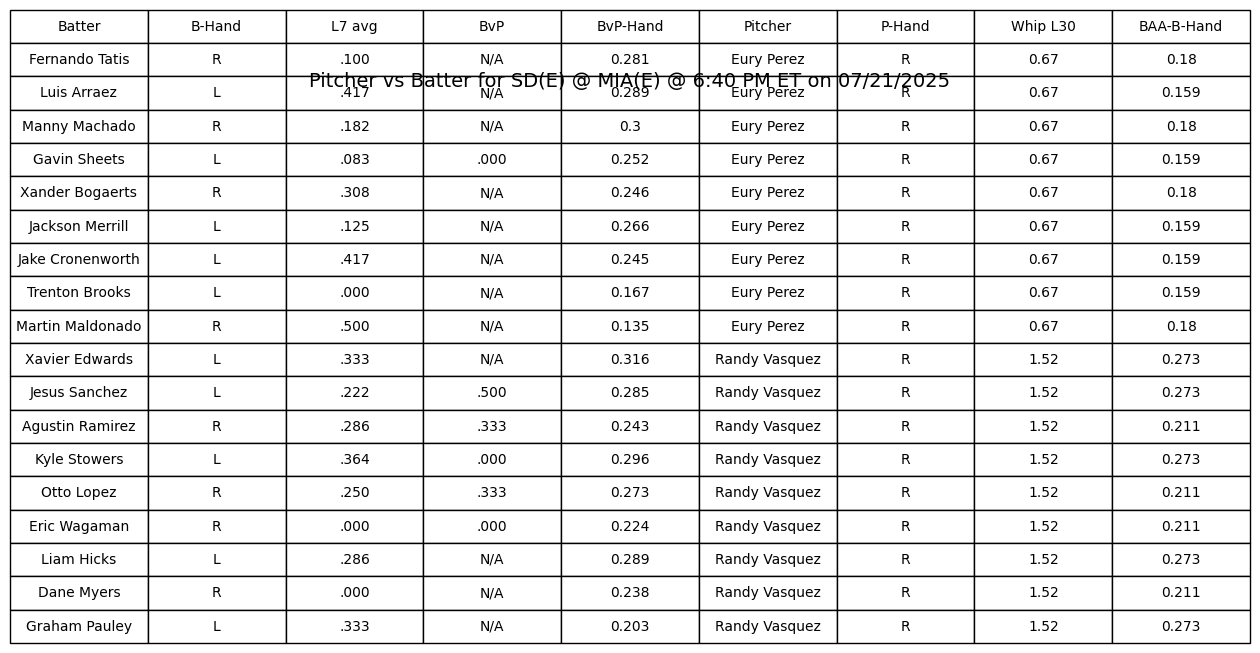 Batter B-Hand L7 avg BvP BvP-Hand Pitcher P-Hand Whip L30 BAA-B-Hand
Fernando Tatis R .100 N/A 0.281 Eury Perez R 0.67 0.18
Pitcher vs Batter for SD(E) @ MIA(E) @ 6:40 PM ET on 07/21/2025
Luis Arraez L .417 N/A 0.289 Eury Perez R 0.67 0.159
Manny Machado R .182 N/A 0.3 Eury Perez R 0.67 0.18
Gavin Sheets L .083 .000 0.252 Eury Perez R 0.67 0.159
Xander Bogaerts R .308 N/A 0.246 Eury Perez R 0.67 0.18
Jackson Merrill L .125 N/A 0.266 Eury Perez R 0.67 0.159
Jake Cronenworth L .417 N/A 0.245 Eury Perez R 0.67 0.159
Trenton Brooks L .000 N/A 0.167 Eury Perez R 0.67 0.159
Martin Maldonado R .500 N/A 0.135 Eury Perez R 0.67 0.18
Xavier Edwards L .333 N/A 0.316 Randy Vasquez R 1.52 0.273
Jesus Sanchez L .222 .500 0.285 Randy Vasquez R 1.52 0.273
Agustin Ramirez R .286 .333 0.243 Randy Vasquez R 1.52 0.211
Kyle Stowers L .364 .000 0.296 Randy Vasquez R 1.52 0.273
Otto Lopez R .250 .333 0.273 Randy Vasquez R 1.52 0.211
Eric Wagaman R .000 .000 0.224 Randy Vasquez R 1.52 0.211
Liam Hicks L .286 N/A 0.289 Randy Vasquez R 1.52 0.273
Dane Myers R .000 N/A 0.238 Randy Vasquez R 1.52 0.211
Graham Pauley L .333 N/A 0.203 Randy Vasquez R 1.52 0.273